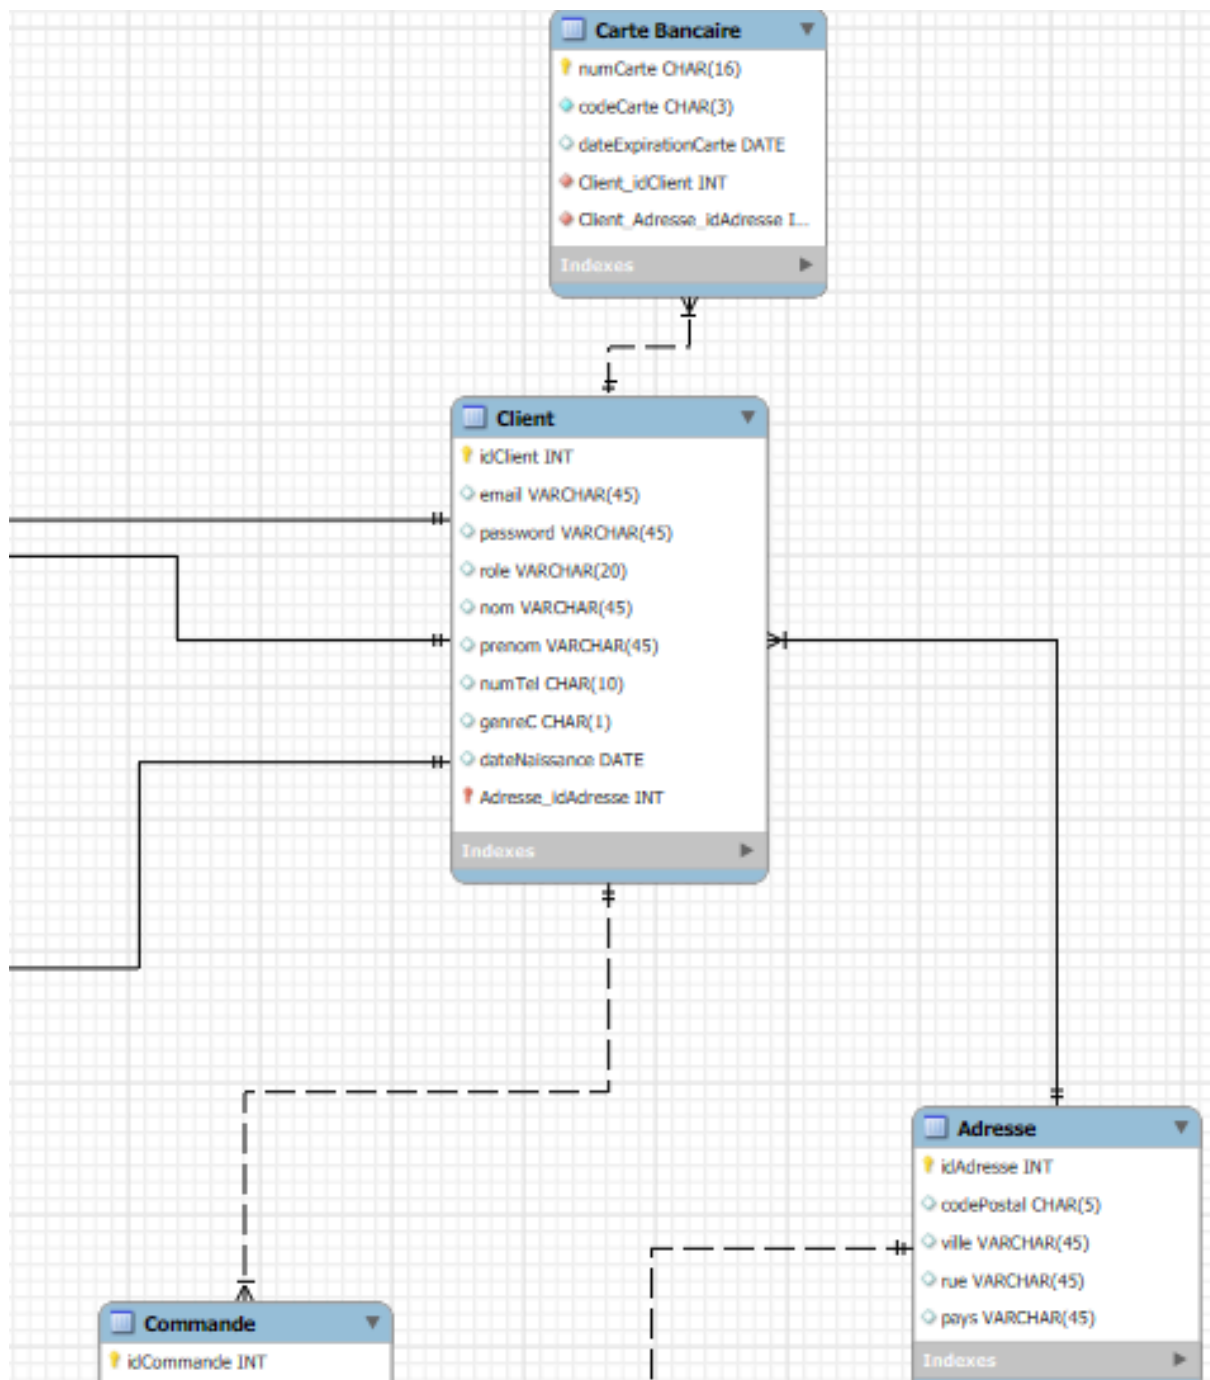 Carte Bancaire
numCarte CHAR(16)
codeCarte CHAR(3)
dateExpirationCarte DATE
Client_idClient INT
Client_Adresse_idAdresse I...
Indexes
Client
idClient INT
email VARCHAR(45)
password VARCHAR(45)
role VARCHAR(20)
nom VARCHAR(45)
prenom VARCHAR(45)
numTel CHAR(10)
genreC CHAR(1)
dateNaissance DATE
Adresse_idAdresse INT
Indexes
Adresse
idAdresse INT
codePostal CHAR(5)
ville VARCHAR(45)
rue VARCHAR(45)
pays VARCHAR(45)
Indexes
Commande
idCommande INT